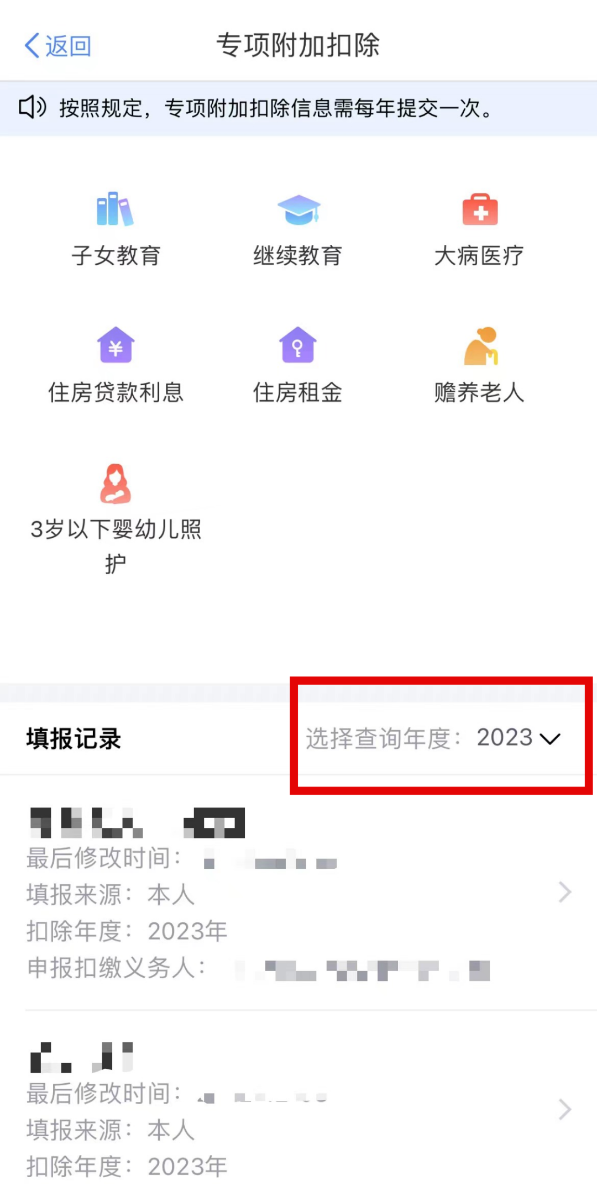 返回
专项附加扣除
按照规定，专项附加扣除信息需每年提交一次。
子女教育
继续教育
大病医疗
¥
住房贷款利息
住房租金
赡养老人
3岁以下婴幼儿照
护
填报记录
选择查询年度：2023
最后修改时间：
填报来源：本人
扣除年度：2023年
申报扣缴义务人：
最后修改时间：
填报来源：本人
扣除年度：2023年